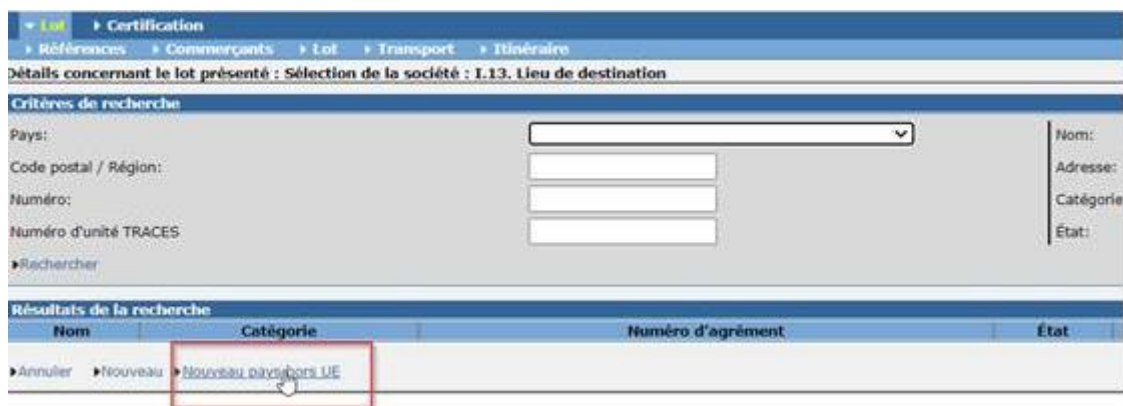 Lot Certification
Références Commerçants Lot Transport Itinéraire
Détails concernant le lot présenté : Sélection de la société : I.13. Lieu de destination
Critères de recherche
Pays: Nom:
Code postal / Région: Adresse:
Numéro: Catégorie
Numéro d'unité TRACES État:
Rechercher
Résultats de la recherche
Nom Catégorie Numéro d'agrément État
Annuler Nouveau Nouveau pays hors UE